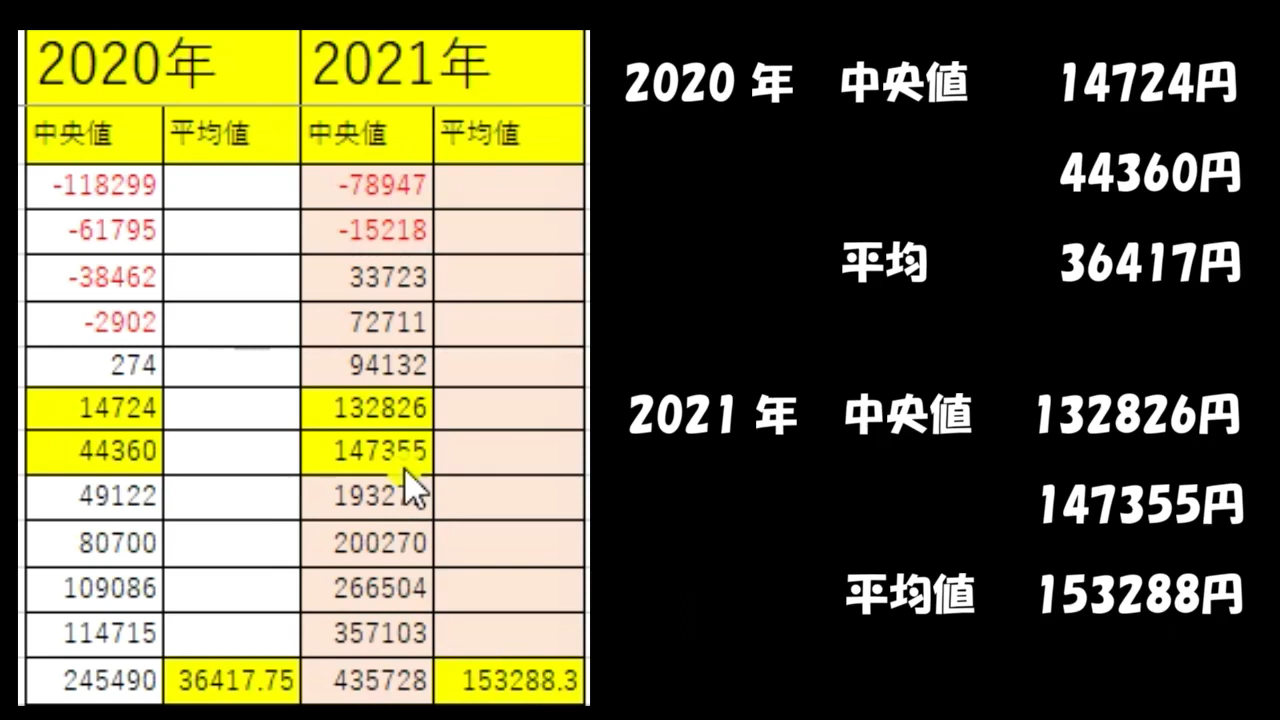 2020年 2021年
中央値 平均値 中央値 平均値
-118299 -78947
-61795 -15218
-38462 33723
-2902 72711
274 94132
14724 132826
44360 147355
49122
80700 200270
109086 266504
114715 357103
245490 36417.75 435728 153288.3
2020 年 中央値 14724円
44360円
平均 36417円
2021 年 中央値 132826円
147355円
平均値 153288円